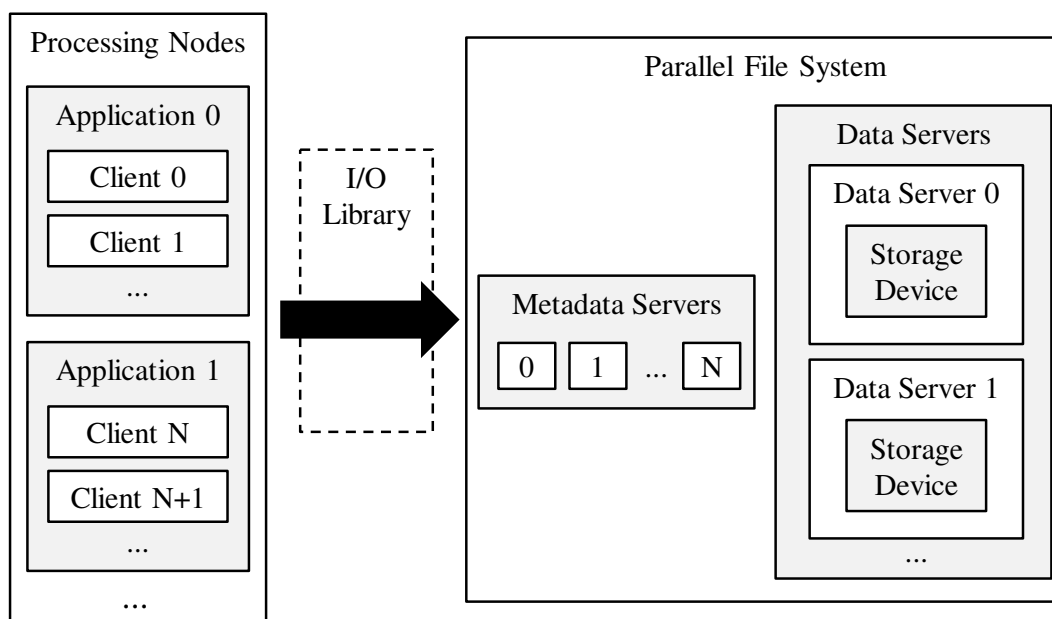 Processing Nodes
Application 0
Client 0
Client 1
...
Application 1
Client N
Client N+1
...
...
I/O
Library
Parallel File System
Metadata Servers
0 1 ... N
Data Servers
Data Server 0
Storage
Device
Data Server 1
Storage
Device
...